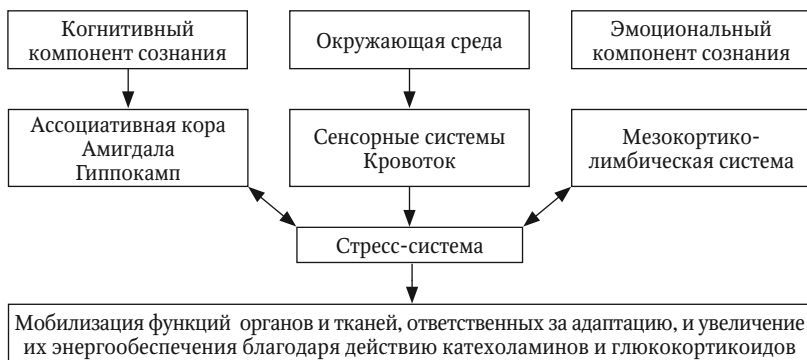 Когнитивный
компонент сознания
Окружающая среда
Эмоциональный
компонент сознания
Ассоциативная кора
Амигдала
Гиппокамп
Сенсорные системы
Кровоток
Мезокортико-
лимбическая система
Стресс-система
Мобилизация функций органов и тканей, ответственных за адаптацию, и увеличение
их энергообеспечения благодаря действию катехоламинов и глюкокортикоидов